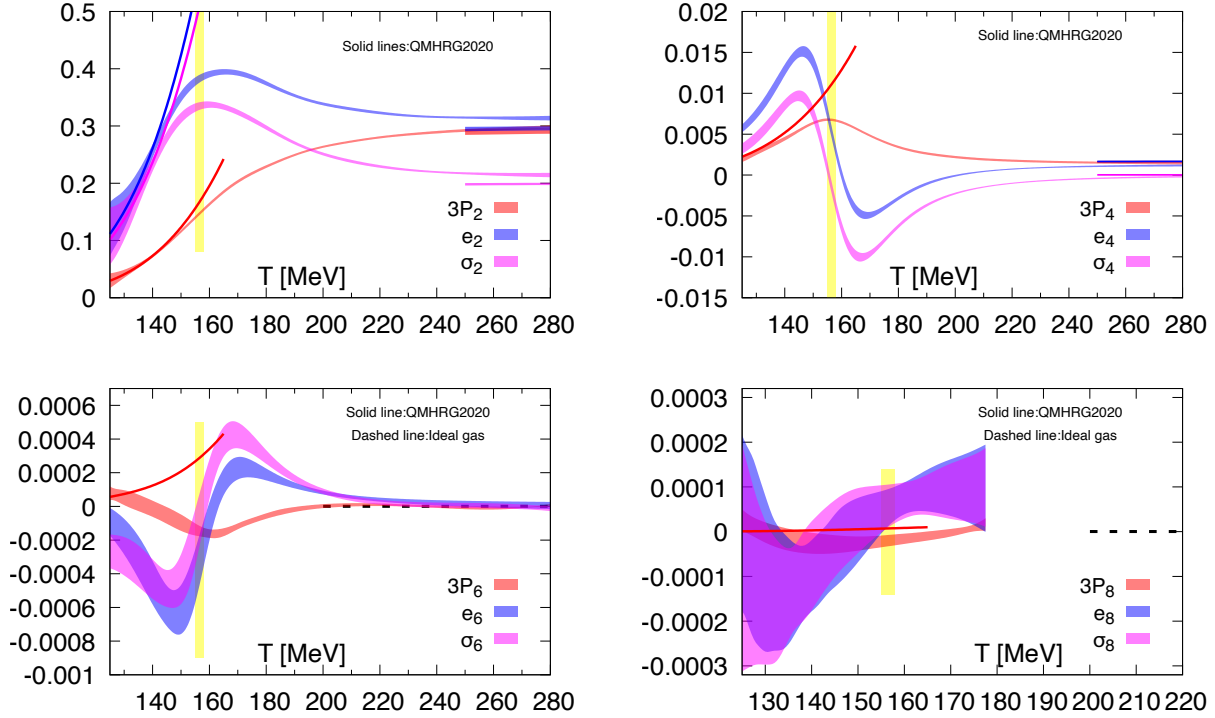 0.5
0.4
0.3
0.2
0.1
0
Solid lines:QMHRG2020
3P2
e2
σ2
T [MeV]
140 160 180 200 220 240 260 280
0.020
0.015
0.010
0.005
0
-0.005
-0.01
-0.015
Solid line:QMHRG2020
3P4
e4
σ4
T [MeV]
140 160 180 200 220 240 260 280
0.0006
0.0004
0.0002
0
-0.0002
-0.0004
-0.0006
-0.0008
-0.001
Solid line:QMHRG2020
Dashed line:Ideal gas
3P6
e6
σ6
T [MeV]
140 160 180 200 220 240 260 280
0.0003
0.0002
0.0001
0
-0.0001
-0.0002
-0.0003
Solid line:QMHRG2020
Dashed line:Ideal gas
3P8
e8
σ8
T [MeV]
130 140 150 160 170 180 190 200 210 220